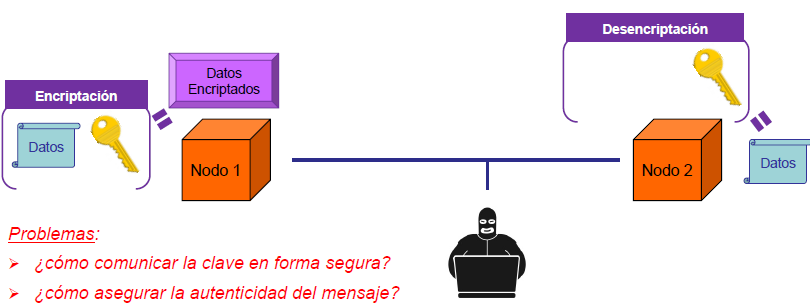 Desencriptación
Datos
Encriptados
Encriptación
Datos
Nodo 1
Nodo 2
Datos
Problemas:
➢ ¿cómo comunicar la clave en forma segura?
➢ ¿cómo asegurar la autenticidad del mensaje?